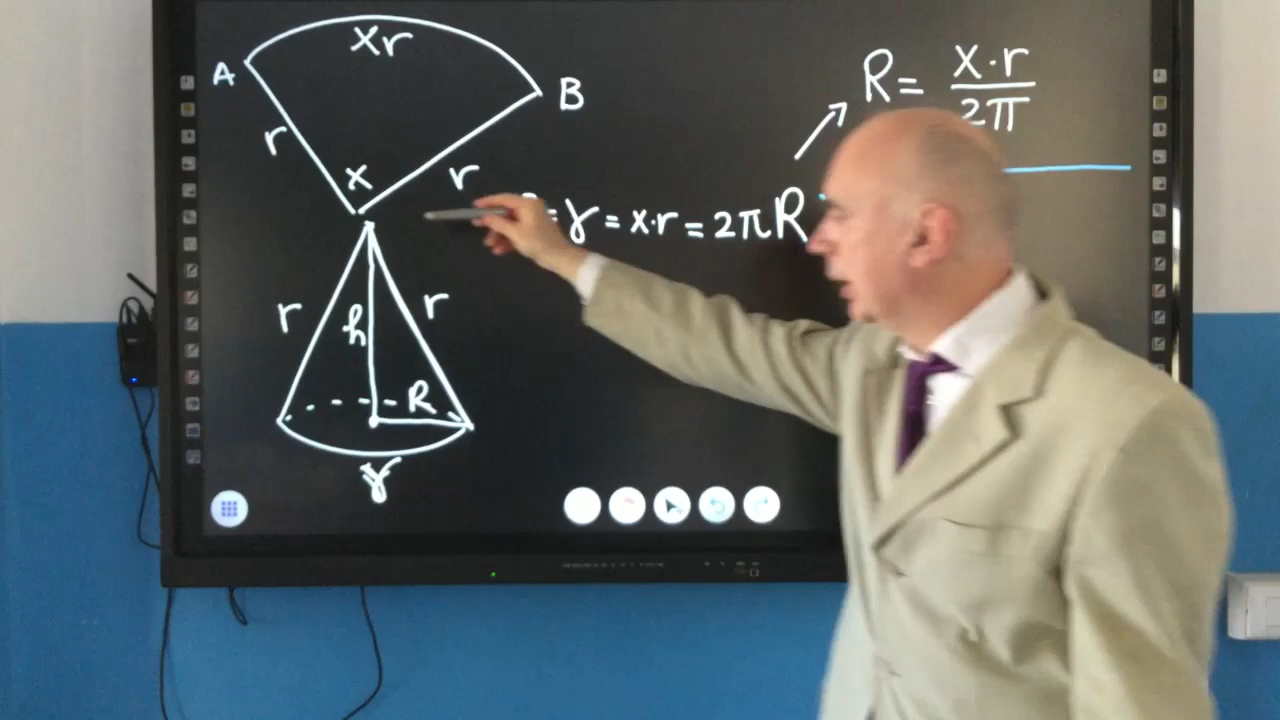 xr
A
B
r
x
r
R = x·r / 2π
= γ = x·r = 2πR
r
h
r
R
γ